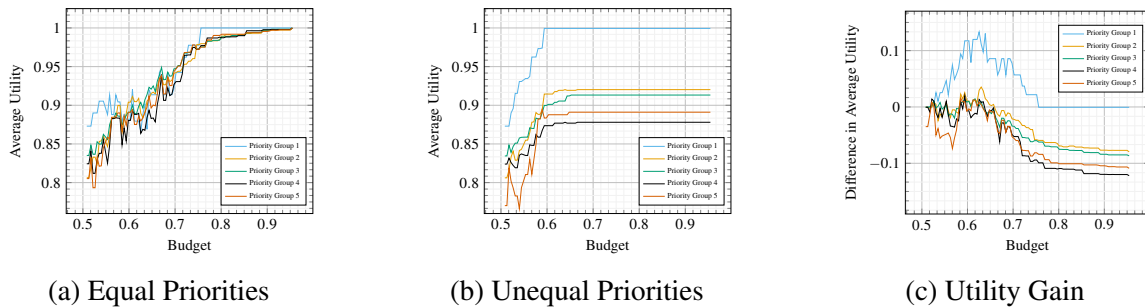 Average Utility
1
0.95
0.9
0.85
0.8
0.5 0.6 0.7 0.8 0.9
Budget
Priority Group 1
Priority Group 2
Priority Group 3
Priority Group 4
Priority Group 5
(a) Equal Priorities
Average Utility
1
0.95
0.9
0.85
0.8
0.5 0.6 0.7 0.8 0.9
Budget
Priority Group 1
Priority Group 2
Priority Group 3
Priority Group 4
Priority Group 5
(b) Unequal Priorities
Difference in Average Utility
0.1
0
−0.1
0.5 0.6 0.7 0.8 0.9
Budget
Priority Group 1
Priority Group 2
Priority Group 3
Priority Group 4
Priority Group 5
(c) Utility Gain